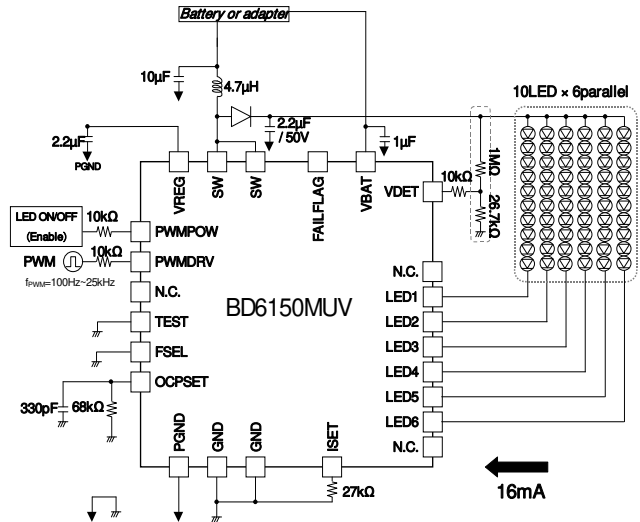 Battery or adapter
10µF
4.7µH
10LED × 6parallel
2.2µF
/ 50V
2.2µF
PGND
1µF
1MΩ
VREG
SW
SW
FAILFLAG
VBAT
VDET
10kΩ
26.7kΩ
LED ON/OFF
(Enable)
10kΩ
PWMPOW
PWM
10kΩ
PWMDRV
fPWM=100Hz~25kHz
N.C.
N.C.
LED1
BD6150MUV
TEST
LED2
FSEL
LED3
OCPSET
LED4
330pF
68kΩ
LED5
LED6
PGND
GND
GND
ISET
N.C.
27kΩ
16mA